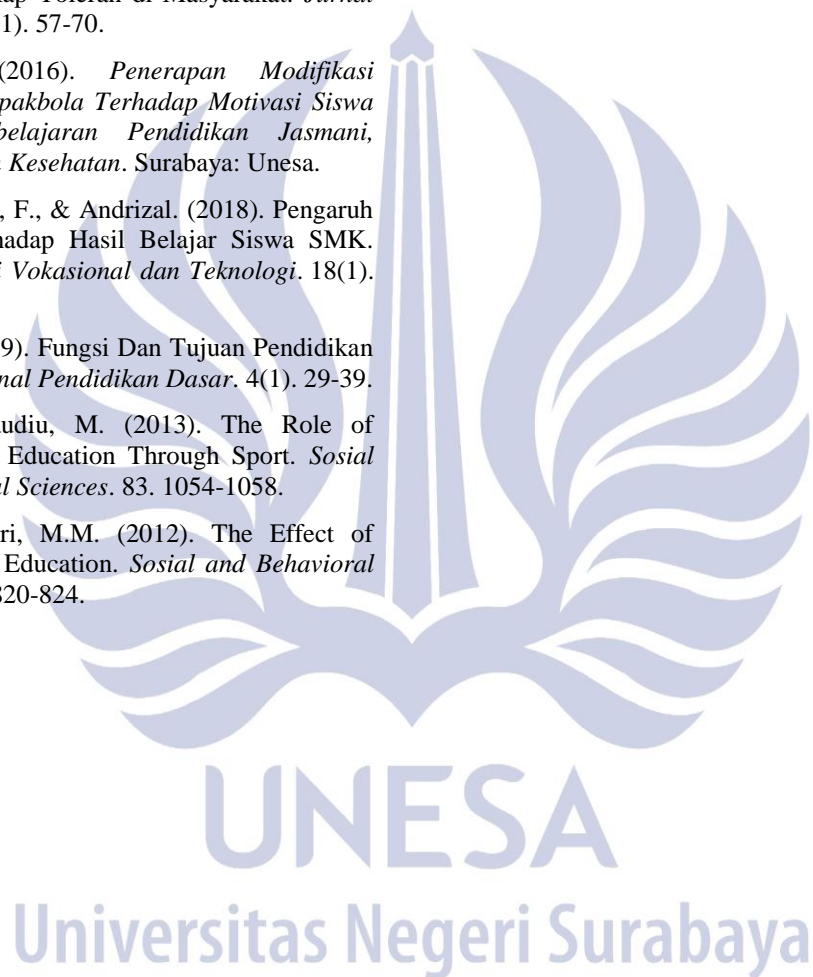 ap Toleran di Masyarakat. Jurnal
1). 57-70.
(2016). Penerapan Modifikasi
pakbola Terhadap Motivasi Siswa
belajaran Pendidikan Jasmani,
Kesehatan. Surabaya: Unesa.
, F., & Andrizal. (2018). Pengaruh
hadap Hasil Belajar Siswa SMK.
i Vokasional dan Teknologi. 18(1).
9). Fungsi Dan Tujuan Pendidikan
nal Pendidikan Dasar. 4(1). 29-39.
udiu, M. (2013). The Role of
Education Through Sport. Sosial
al Sciences. 83. 1054-1058.
ri, M.M. (2012). The Effect of
Education. Sosial and Behavioral
820-824.
UNESA
Universitas Negeri Surabaya